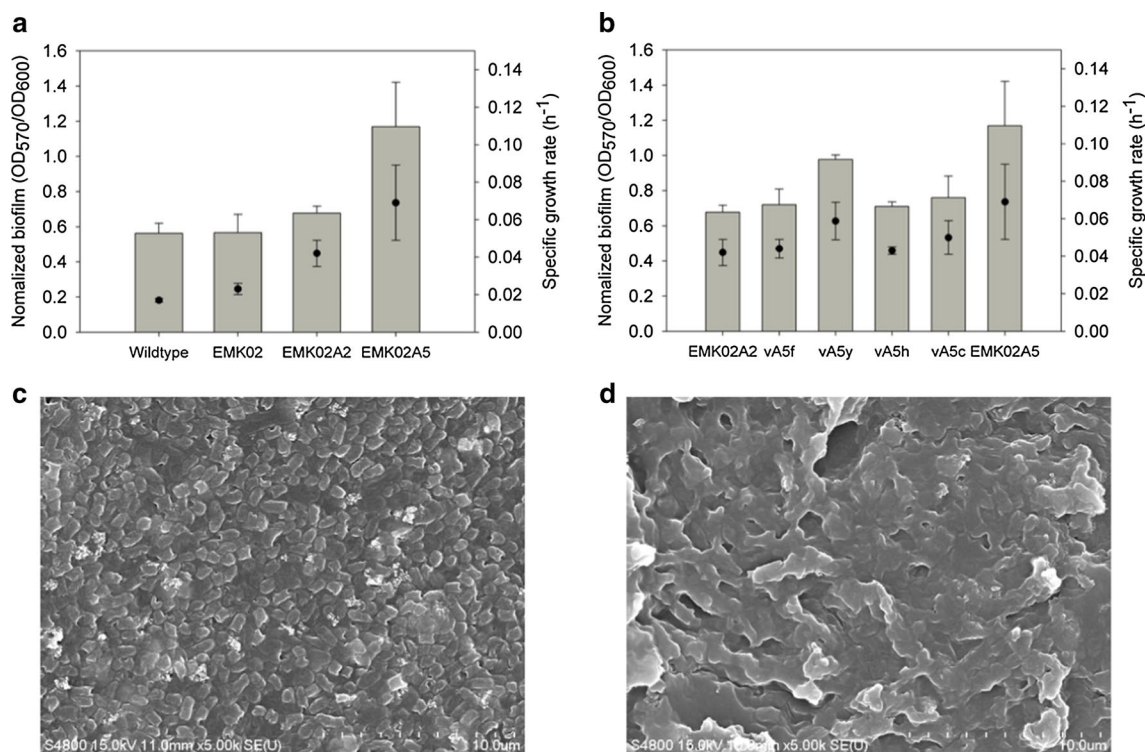 a
Nomalized biofilm (OD570/OD600)
1.6
1.4
1.2
1.0
0.8
0.6
0.4
0.2
0.0
0.14
0.12
0.10
0.08
0.06
0.04
0.02
0.00
Specific growth rate (h-1)
Wildtype EMK02 EMK02A2 EMK02A5
b
Nomalized biofilm (OD570/OD600)
1.6
1.4
1.2
1.0
0.8
0.6
0.4
0.2
0.0
0.14
0.12
0.10
0.08
0.06
0.04
0.02
0.00
Specific growth rate (h-1)
EMK02A2 vA5f vA5y vA5h vA5c EMK02A5
c
S4800 15.0kV 11.0mm x5.00k SE(U) 10.0um
d
S4800 15.0kV x5.00k SE(U) 10.0um